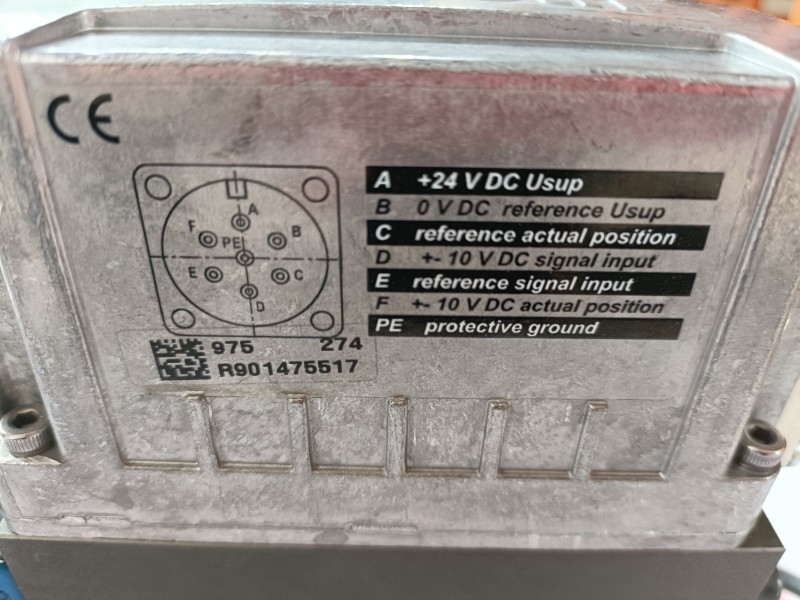 CE
A
F
B
PE
E
C
D
A +24 V DC Usup
B 0 V DC reference Usup
C reference actual position
D +- 10 V DC signal input
E reference signal input
F +- 10 V DC actual position
PE protective ground
975 274
R901475517